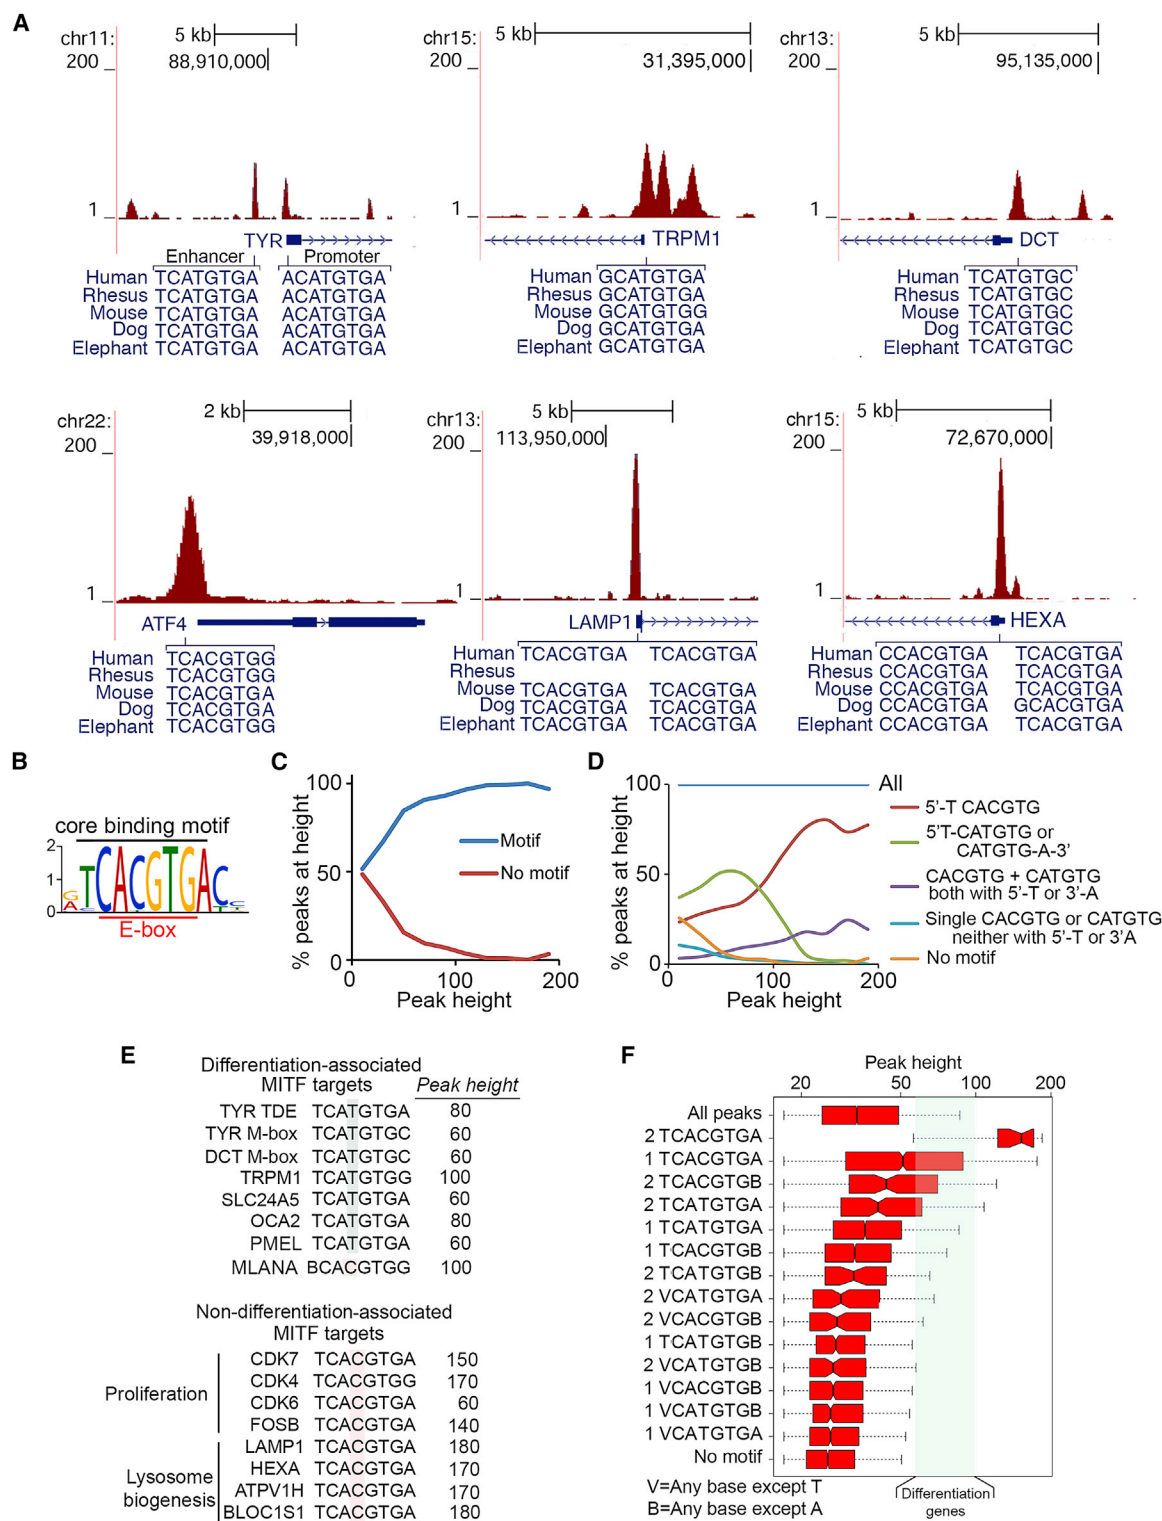 A
chr11:
5 kb
88,910,000
200
1
TYR
Enhancer
Promoter
Human TCATGTGA ACATGTGA
Rhesus TCATGTGA ACATGTGA
Mouse TCATGTGA ACATGTGA
Dog TCATGTGA ACATGTGA
Elephant TCATGTGA ACATGTGA
chr15:
5 kb
31,395,000
200
1
TRPM1
Human GCATGTGA
Rhesus GCATGTGA
Mouse GCATGTGG
Dog GCATGTGA
Elephant GCATGTGA
chr13:
5 kb
95,135,000
200
1
DCT
Human TCATGTGC
Rhesus TCATGTGC
Mouse TCATGTGC
Dog TCATGTGC
Elephant TCATGTGC
chr22:
2 kb
39,918,000
200
1
ATF4
Human TCACGTGG
Rhesus TCACGTGG
Mouse TCACGTGA
Dog TCACGTGA
Elephant TCACGTGG
chr13:
5 kb
113,950,000
200
1
LAMP1
Human TCACGTGA TCACGTGA
Rhesus
Mouse TCACGTGA TCACGTGA
Dog TCACGTGA TCACGTGA
Elephant TCACGTGA TCACGTGA
chr15:
5 kb
72,670,000
200
1
HEXA
Human CCACGTGA TCACGTGA
Rhesus CCACGTGA TCACGTGA
Mouse CCACGTGA TCACGTGA
Dog CCACGTGA GCACGTGA
Elephant CCACGTGA TCACGTGA
B
core binding motif
2
1
0
TCACGTGAC
E-box
C
% peaks at height
100
50
0
0 100 200
Peak height
Motif
No motif
D
% peaks at height
100
50
0
0 100 200
Peak height
All
5'-T CACGTG
5'T-CATGTG or
CATGTG-A-3'
CACGTG + CATGTG
both with 5'-T or 3'-A
Single CACGTG or CATGTG
neither with 5'-T or 3'A
No motif
E
Differentiation-associated
MITF targets Peak height
TYR TDE TCATGTGA 80
TYR M-box TCATGTGC 60
DCT M-box TCATGTGC 60
TRPM1 TCATGTGG 100
SLC24A5 TCATGTGA 60
OCA2 TCATGTGA 80
PMEL TCATGTGA 60
MLANA BCACGTGG 100
Non-differentiation-associated
MITF targets
Proliferation
CDK7 TCACGTGA 150
CDK4 TCACGTGG 170
CDK6 TCACGTGA 60
FOSB TCACGTGA 140
Lysosome
biogenesis
LAMP1 TCACGTGA 180
HEXA TCACGTGA 170
ATPV1H TCACGTGA 170
BLOC1S1 TCACGTGA 180
F
Peak height
20 50 100 200
All peaks
2 TCACGTGA
1 TCACGTGA
2 TCACGTGB
2 TCATGTGA
1 TCATGTGA
1 TCACGTGB
2 TCATGTGB
2 VCATGTGA
2 VCACGTGB
1 TCATGTGB
2 VCATGTGB
1 VCACGTGB
1 VCATGTGB
1 VCATGTGA
No motif
V=Any base except T
B=Any base except A
Differentiation
genes